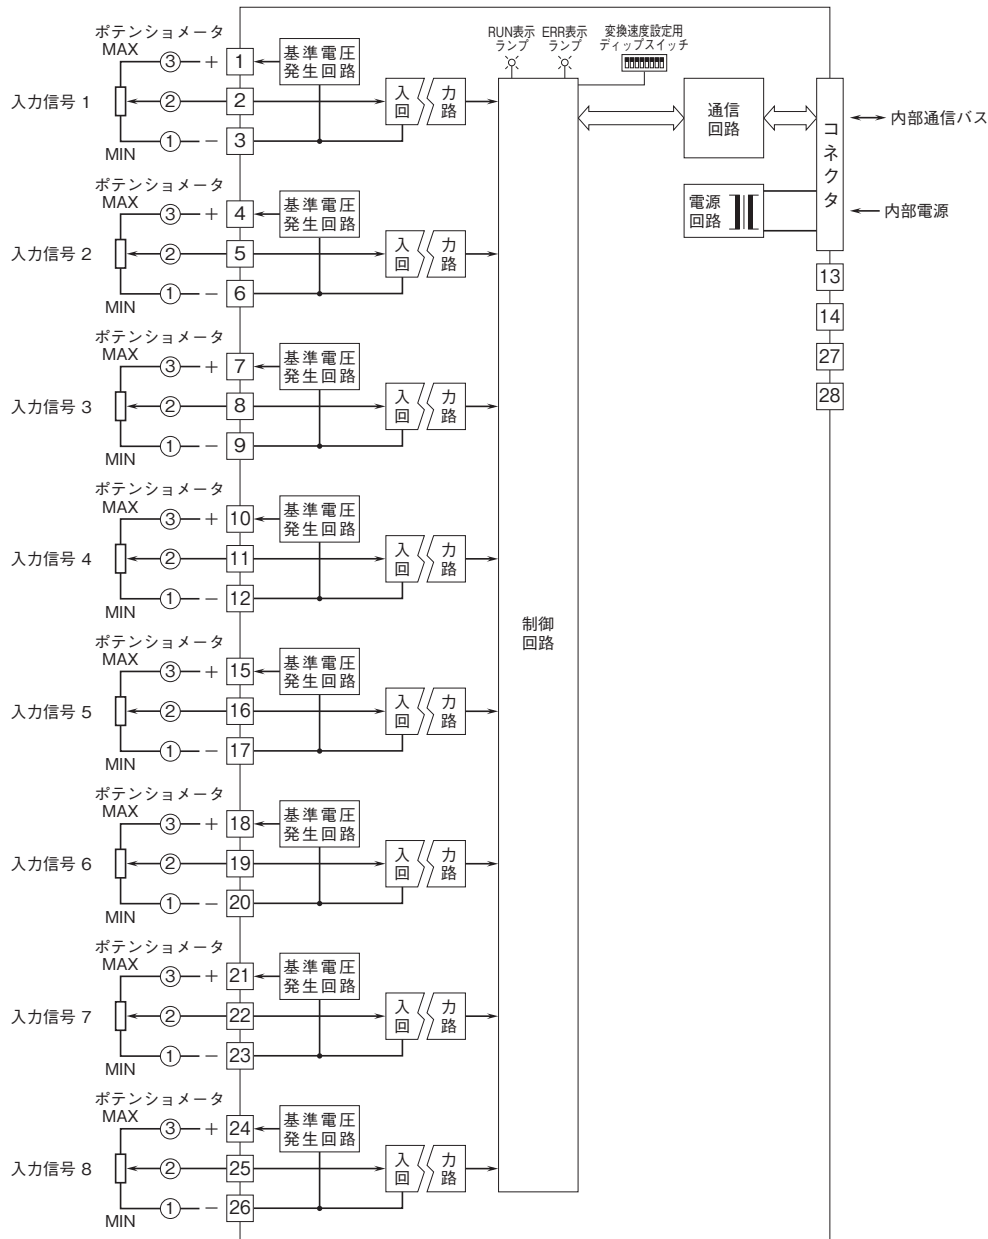 RUN表示
ランプ
ERR表示
ランプ
変換速度設定用
ディップスイッチ
ポテンショメータ
MAX
③ + 1
基準電圧
発生回路
入力信号 1
② 2
入力
回路
① − 3
MIN
ポテンショメータ
MAX
③ + 4
基準電圧
発生回路
入力信号 2
② 5
入力
回路
① − 6
MIN
ポテンショメータ
MAX
③ + 7
基準電圧
発生回路
入力信号 3
② 8
入力
回路
① − 9
MIN
ポテンショメータ
MAX
③ + 10
基準電圧
発生回路
入力信号 4
② 11
入力
回路
① − 12
MIN
ポテンショメータ
MAX
③ + 15
基準電圧
発生回路
入力信号 5
② 16
入力
回路
① − 17
MIN
ポテンショメータ
MAX
③ + 18
基準電圧
発生回路
入力信号 6
② 19
入力
回路
① − 20
MIN
ポテンショメータ
MAX
③ + 21
基準電圧
発生回路
入力信号 7
② 22
入力
回路
① − 23
MIN
ポテンショメータ
MAX
③ + 24
基準電圧
発生回路
入力信号 8
② 25
入力
回路
① − 26
MIN
制御
回路
通信
回路
電源
回路
コネクタ
内部通信バス
内部電源
13
14
27
28